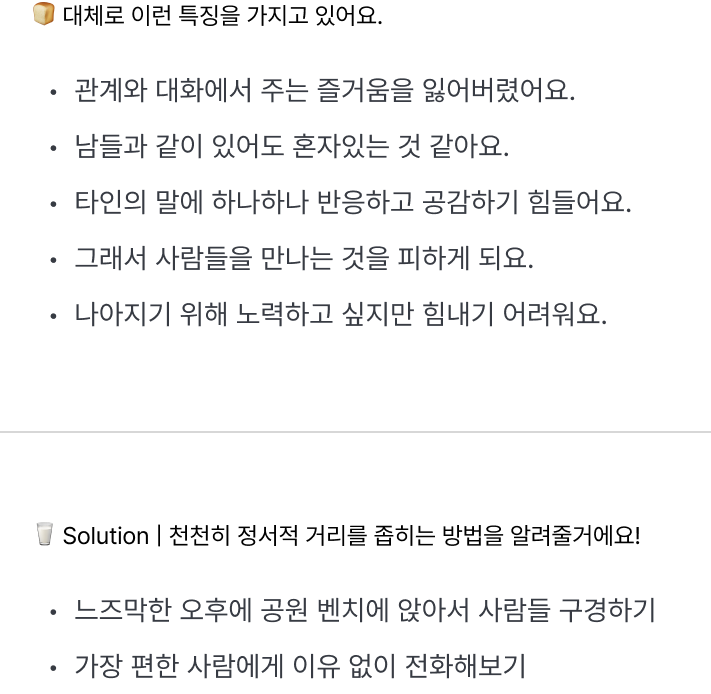 🍞 대체로 이런 특징을 가지고 있어요.
• 관계와 대화에서 주는 즐거움을 잃어버렸어요.
• 남들과 같이 있어도 혼자있는 것 같아요.
• 타인의 말에 하나하나 반응하고 공감하기 힘들어요.
• 그래서 사람들을 만나는 것을 피하게 되요.
• 나아지기 위해 노력하고 싶지만 힘내기 어려워요.
🥛 Solution | 천천히 정서적 거리를 좁히는 방법을 알려줄거에요!
• 느즈막한 오후에 공원 벤치에 앉아서 사람들 구경하기
• 가장 편한 사람에게 이유 없이 전화해보기